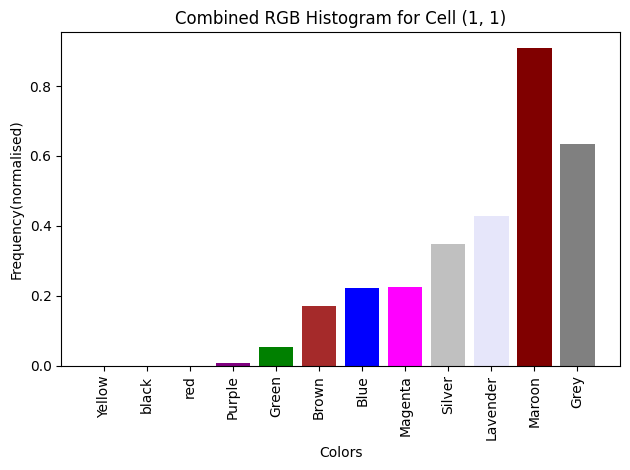 Combined RGB Histogram for Cell (1, 1)
Frequency(normalised)
0.8
0.6
0.4
0.2
0.0
Yellow
black
red
Purple
Green
Brown
Blue
Magenta
Silver
Lavender
Maroon
Grey
Colors